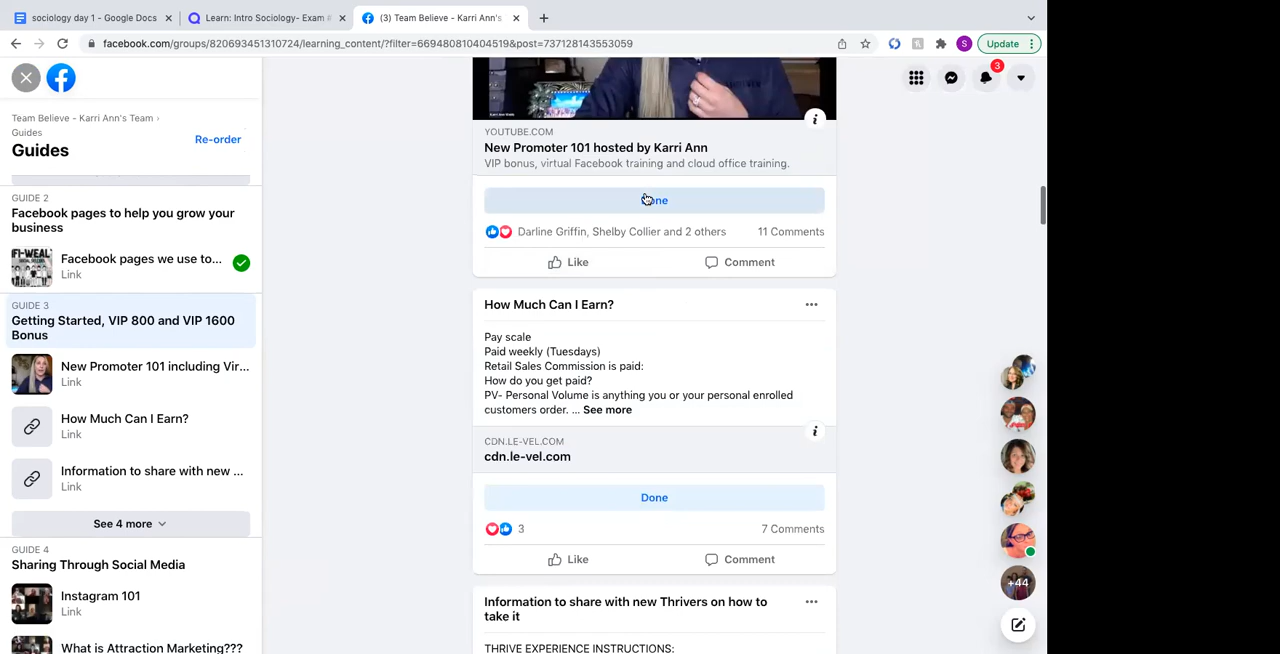 sociology day 1 - Google Docs
Learn: Intro Sociology- Exam #
(3) Team Believe - Karri Ann's
facebook.com/groups/820693451310724/learning_content/?filter=669480810404519&post=737128143553059
S
Update
3
Team Believe - Karri Ann's Team ›
Guides
Guides
Re-order
GUIDE 2
Facebook pages to help you grow your
business
Facebook pages we use to...
Link
GUIDE 3
Getting Started, VIP 800 and VIP 1600
Bonus
New Promoter 101 including Vir...
Link
How Much Can I Earn?
Link
Information to share with new ...
Link
See 4 more
GUIDE 4
Sharing Through Social Media
Instagram 101
Link
What is Attraction Marketing???
YOUTUBE.COM
New Promoter 101 hosted by Karri Ann
VIP bonus, virtual Facebook training and cloud office training.
Done
Darline Griffin, Shelby Collier and 2 others
11 Comments
Like
Comment
How Much Can I Earn?
Pay scale
Paid weekly (Tuesdays)
Retail Sales Commission is paid:
How do you get paid?
PV- Personal Volume is anything you or your personal enrolled
customers order. ... See more
CDN.LE-VEL.COM
cdn.le-vel.com
Done
3
7 Comments
Like
Comment
Information to share with new Thrivers on how to
take it
THRIVE EXPERIENCE INSTRUCTIONS:
+44